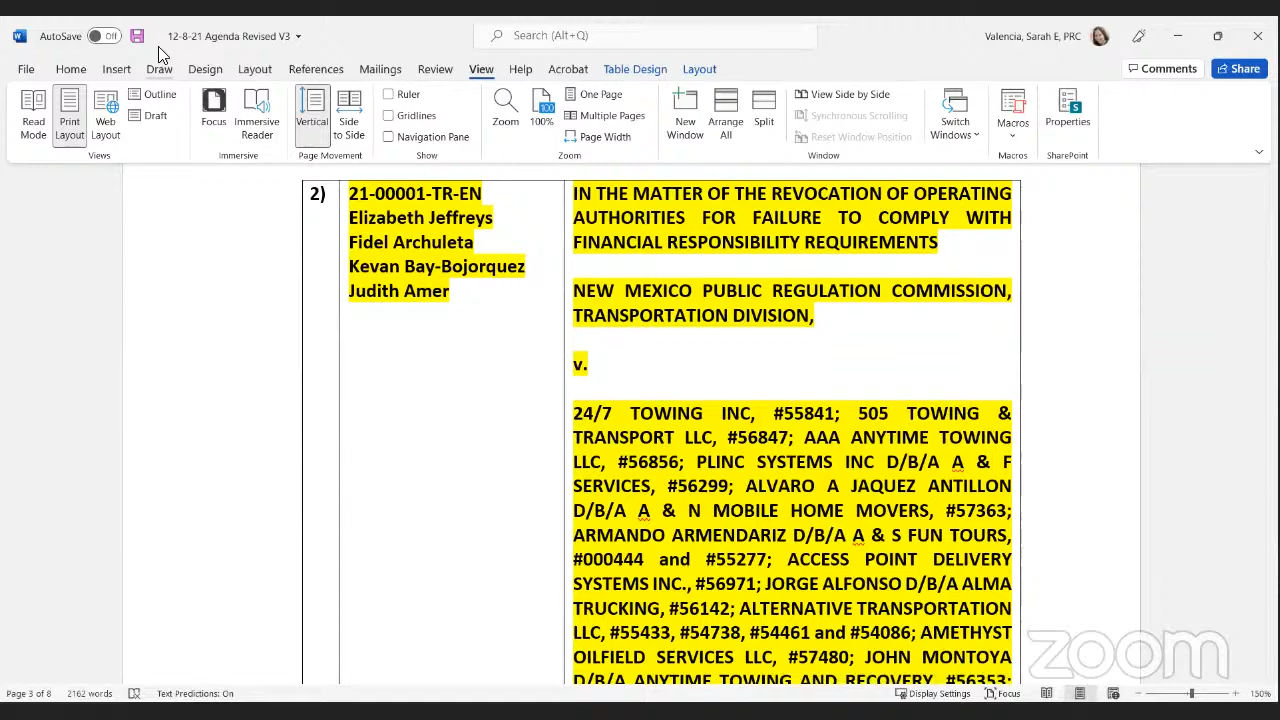 AutoSave Off 12-8-21 Agenda Revised V3 Search (Alt+Q) Valencia, Sarah E, PRC
File Home Insert Draw Design Layout References Mailings Review View Help Acrobat Table Design Layout Comments Share
Read Mode Print Layout Web Layout Outline Draft Views
Focus Immersive Reader Immersive
Vertical Side to Side Page Movement
Ruler Gridlines Navigation Pane Show
Zoom 100% One Page Multiple Pages Page Width Zoom
New Window Arrange All Split View Side by Side Synchronous Scrolling Reset Window Position Switch Windows Window
Macros Macros
Properties SharePoint
2) 21-00001-TR-EN
Elizabeth Jeffreys
Fidel Archuleta
Kevan Bay-Bojorquez
Judith Amer
IN THE MATTER OF THE REVOCATION OF OPERATING
AUTHORITIES FOR FAILURE TO COMPLY WITH
FINANCIAL RESPONSIBILITY REQUIREMENTS
NEW MEXICO PUBLIC REGULATION COMMISSION,
TRANSPORTATION DIVISION,
v.
24/7 TOWING INC, #55841; 505 TOWING &
TRANSPORT LLC, #56847; AAA ANYTIME TOWING
LLC, #56856; PLINC SYSTEMS INC D/B/A A & F
SERVICES, #56299; ALVARO A JAQUEZ ANTILLON
D/B/A A & N MOBILE HOME MOVERS, #57363;
ARMANDO ARMENDARIZ D/B/A A & S FUN TOURS,
#000444 and #55277; ACCESS POINT DELIVERY
SYSTEMS INC., #56971; JORGE ALFONSO D/B/A ALMA
TRUCKING, #56142; ALTERNATIVE TRANSPORTATION
LLC, #55433, #54738, #54461 and #54086; AMETHYST
OILFIELD SERVICES LLC, #57480; JOHN MONTOYA
D/B/A ANYTIME TOWING AND RECOVERY, #56353;
zoom
Page 3 of 8 2162 words Text Predictions: On Display Settings Focus 150%